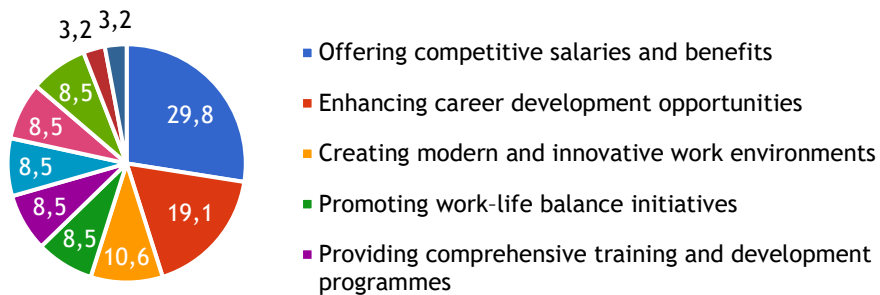 3,2 3,2
29,8
19,1
10,6
8,5
8,5
8,5
8,5
8,5
Offering competitive salaries and benefits
Enhancing career development opportunities
Creating modern and innovative work environments
Promoting work–life balance initiatives
Providing comprehensive training and development
programmes